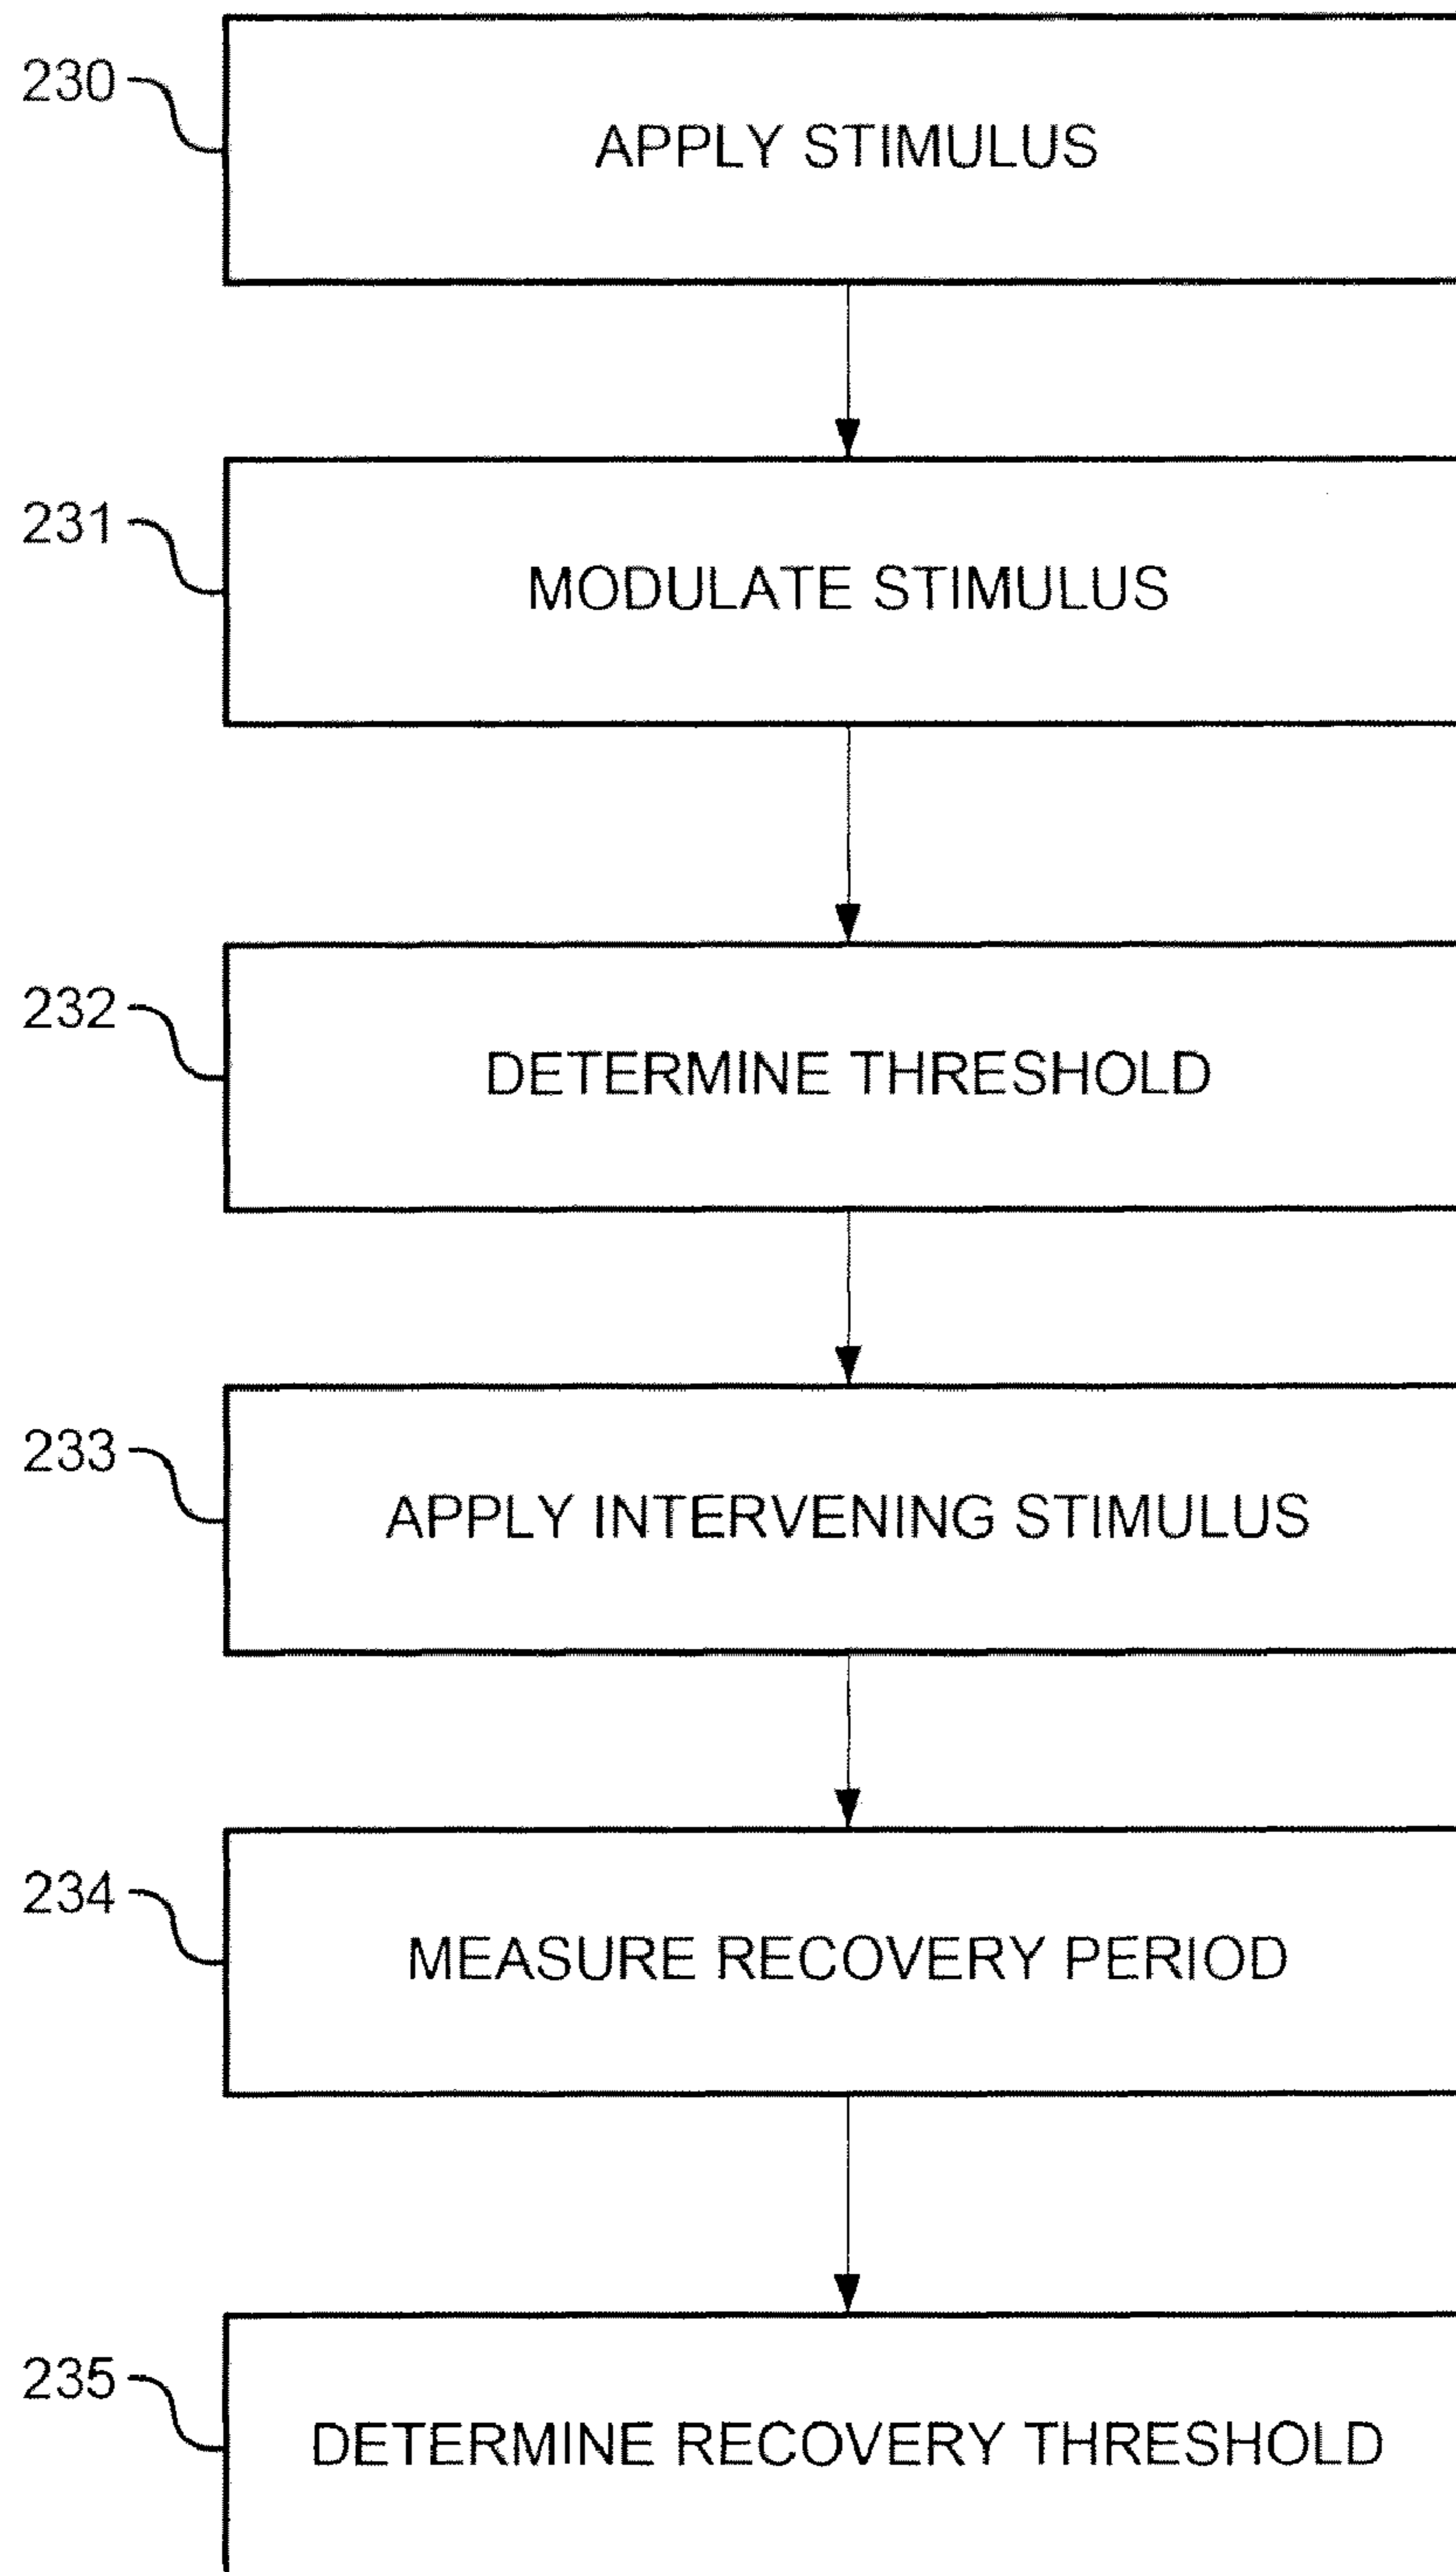 230
APPLY STIMULUS
231
MODULATE STIMULUS
232
DETERMINE THRESHOLD
233
APPLY INTERVENING STIMULUS
234
MEASURE RECOVERY PERIOD
235
DETERMINE RECOVERY THRESHOLD